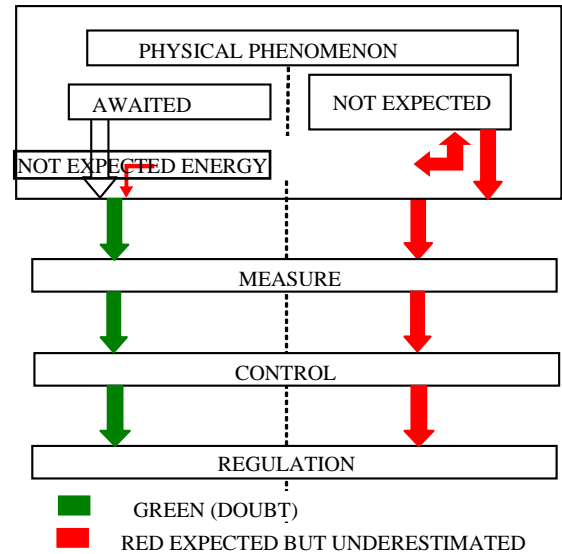 PHYSICAL PHENOMENON
AWAITED
NOT EXPECTED
NOT EXPECTED ENERGY
MEASURE
CONTROL
REGULATION
GREEN (DOUBT)
RED EXPECTED BUT UNDERESTIMATED